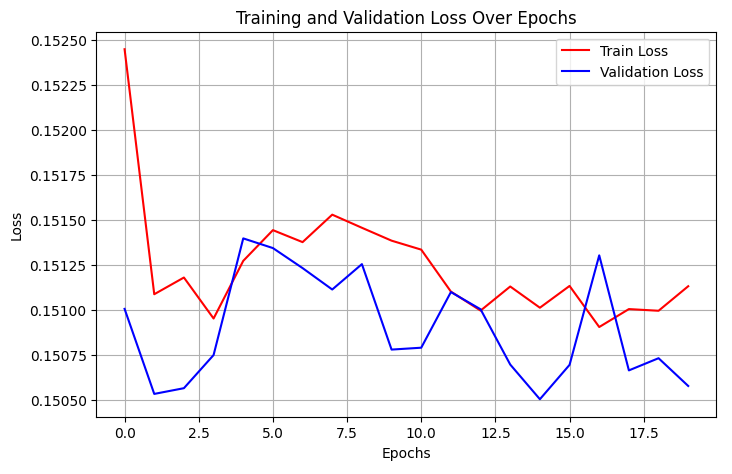 Training and Validation Loss Over Epochs
Train Loss
Validation Loss
Loss
0.15250
0.15225
0.15200
0.15175
0.15150
0.15125
0.15100
0.15075
0.15050
0.0 2.5 5.0 7.5 10.0 12.5 15.0 17.5
Epochs